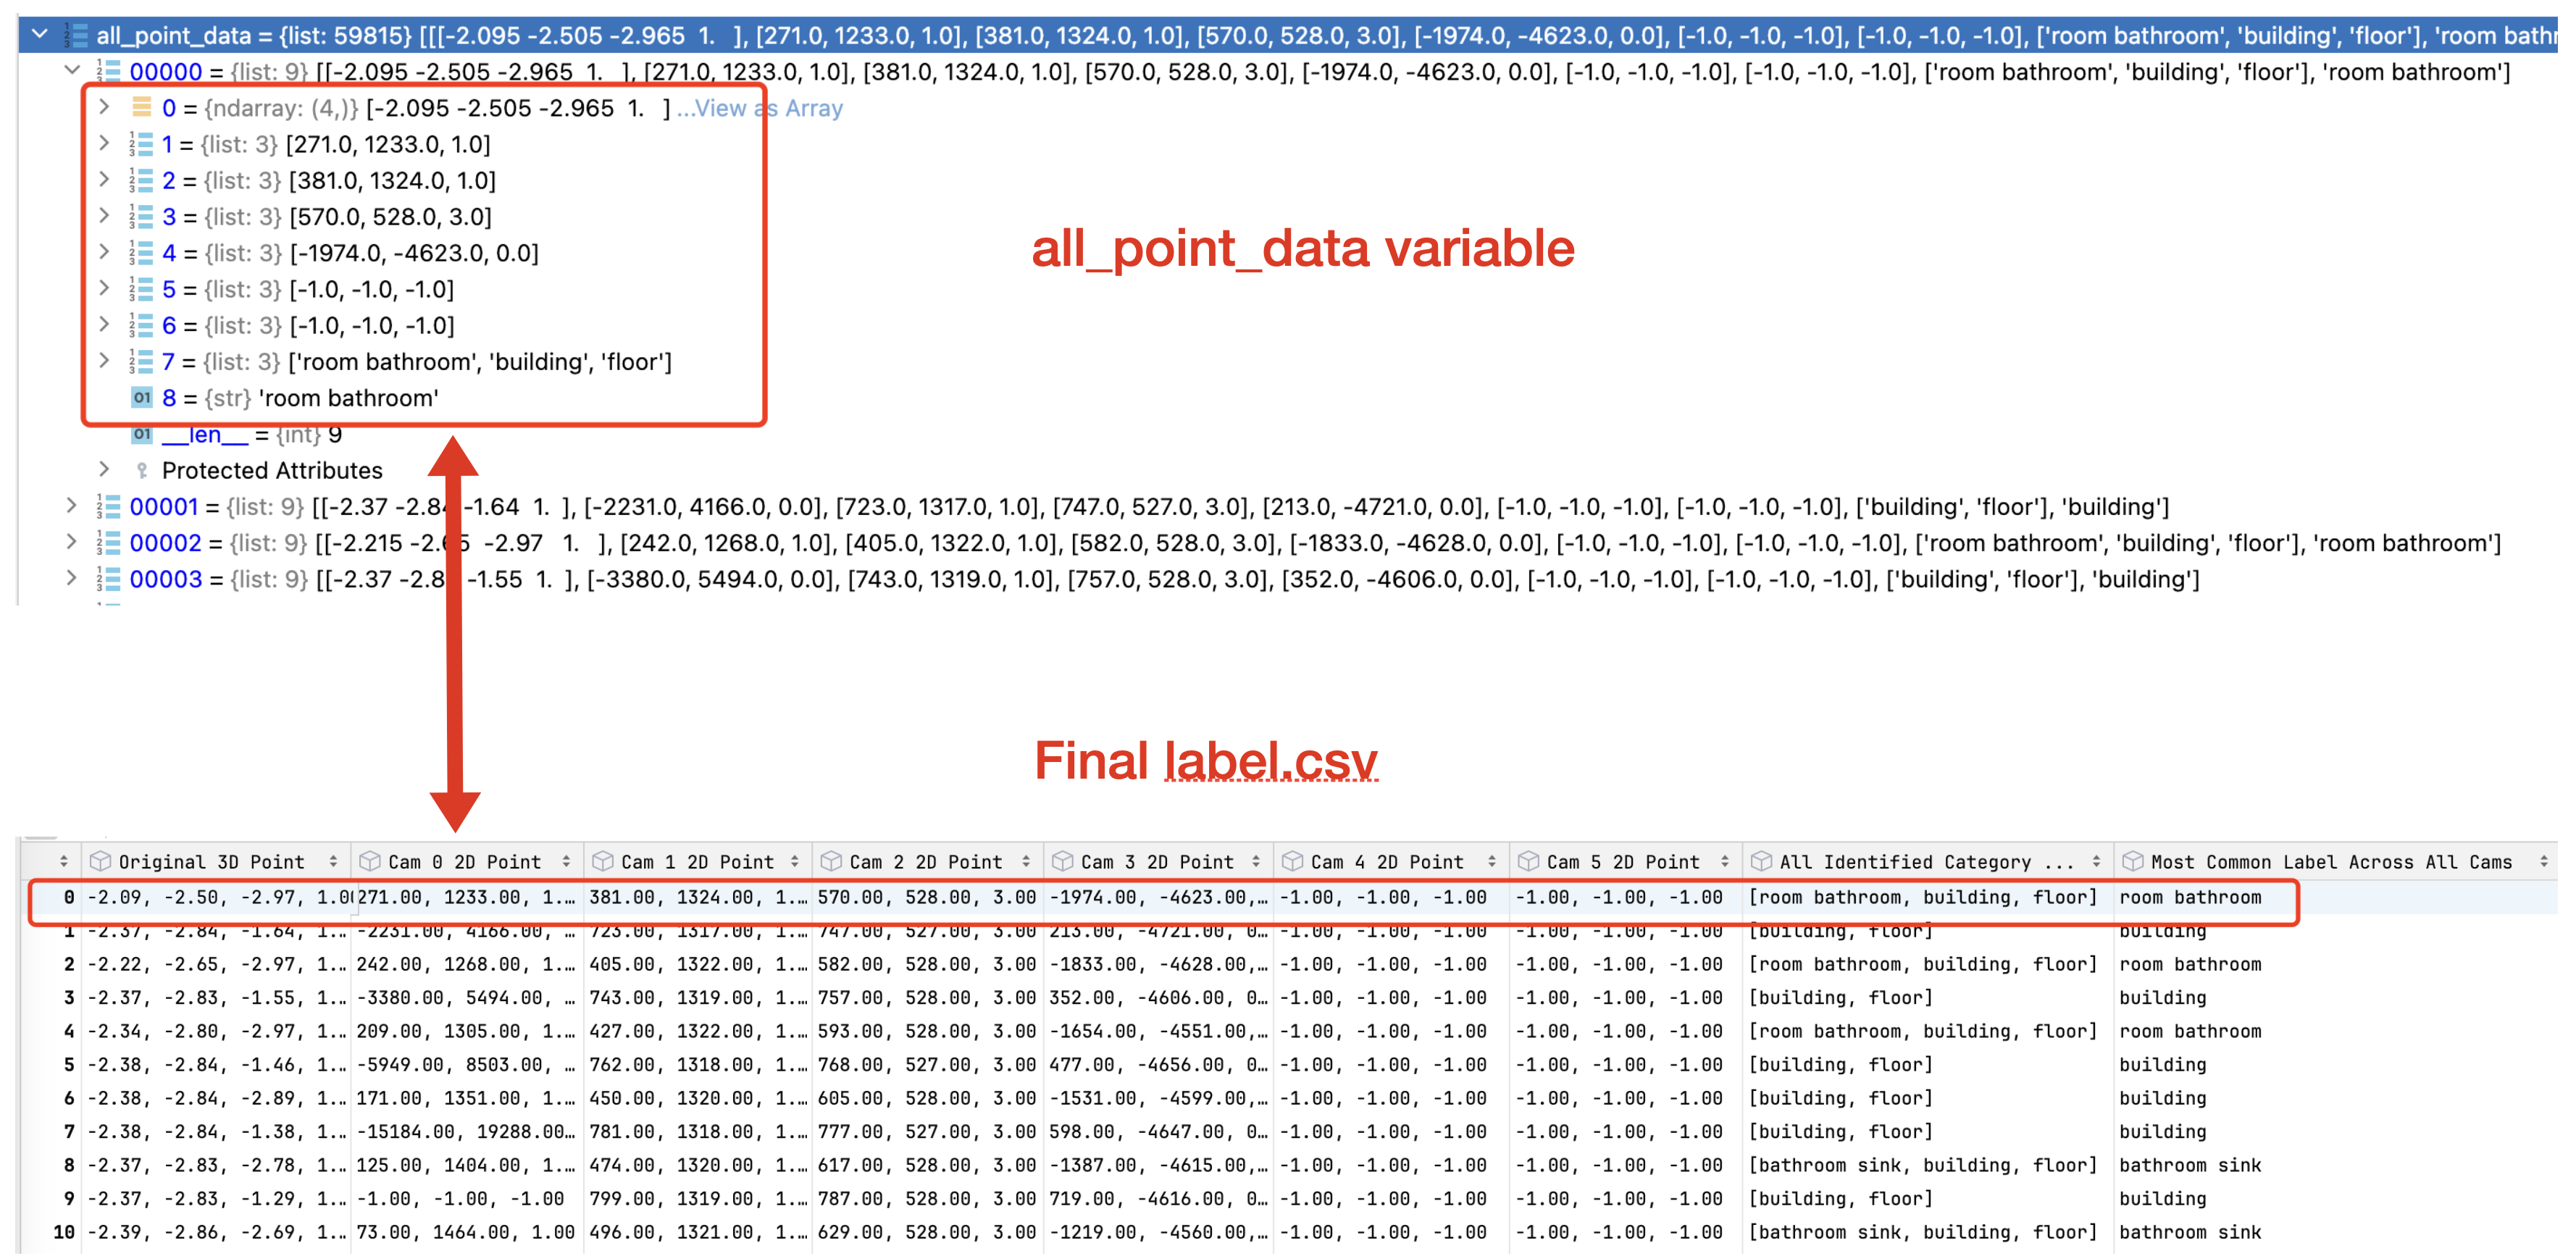 all_point_data = {list: 59815} [[[-2.095 -2.505 -2.965  1.   ], [271.0, 1233.0, 1.0], [381.0, 1324.0, 1.0], [570.0, 528.0, 3.0], [-1974.0, -4623.0, 0.0], [-1.0, -1.0, -1.0], [-1.0, -1.0, -1.0], ['room bathroom', 'building', 'floor'], 'room bathr
00000 = {list: 9} [[-2.095 -2.505 -2.965  1.   ], [271.0, 1233.0, 1.0], [381.0, 1324.0, 1.0], [570.0, 528.0, 3.0], [-1974.0, -4623.0, 0.0], [-1.0, -1.0, -1.0], [-1.0, -1.0, -1.0], ['room bathroom', 'building', 'floor'], 'room bathroom']
0 = {ndarray: (4,)} [-2.095 -2.505 -2.965  1.   ] ...View as Array
1 = {list: 3} [271.0, 1233.0, 1.0]
2 = {list: 3} [381.0, 1324.0, 1.0]
3 = {list: 3} [570.0, 528.0, 3.0]
4 = {list: 3} [-1974.0, -4623.0, 0.0]
5 = {list: 3} [-1.0, -1.0, -1.0]
6 = {list: 3} [-1.0, -1.0, -1.0]
7 = {list: 3} ['room bathroom', 'building', 'floor']
01 8 = {str} 'room bathroom'
01 __len__ = {int} 9
Protected Attributes
00001 = {list: 9} [[-2.37 -2.84 -1.64  1.  ], [-2231.0, 4166.0, 0.0], [723.0, 1317.0, 1.0], [747.0, 527.0, 3.0], [213.0, -4721.0, 0.0], [-1.0, -1.0, -1.0], [-1.0, -1.0, -1.0], ['building', 'floor'], 'building']
00002 = {list: 9} [[-2.215 -2.65  -2.97   1.   ], [242.0, 1268.0, 1.0], [405.0, 1322.0, 1.0], [582.0, 528.0, 3.0], [-1833.0, -4628.0, 0.0], [-1.0, -1.0, -1.0], [-1.0, -1.0, -1.0], ['room bathroom', 'building', 'floor'], 'room bathroom']
00003 = {list: 9} [[-2.37 -2.8 -1.55  1.  ], [-3380.0, 5494.0, 0.0], [743.0, 1319.0, 1.0], [757.0, 528.0, 3.0], [352.0, -4606.0, 0.0], [-1.0, -1.0, -1.0], [-1.0, -1.0, -1.0], ['building', 'floor'], 'building']
all_point_data variable
Final label.csv
Original 3D Point Cam 0 2D Point Cam 1 2D Point Cam 2 2D Point Cam 3 2D Point Cam 4 2D Point Cam 5 2D Point All Identified Category ... Most Common Label Across All Cams
0 -2.09, -2.50, -2.97, 1.0 271.00, 1233.00, 1.… 381.00, 1324.00, 1.… 570.00, 528.00, 3.00 -1974.00, -4623.00,… -1.00, -1.00, -1.00 -1.00, -1.00, -1.00 [room bathroom, building, floor] room bathroom
1 -2.37, -2.84, -1.64, 1.… -2231.00, 4166.00, … 723.00, 1317.00, 1.… 747.00, 527.00, 3.00 213.00, -4721.00, 0… -1.00, -1.00, -1.00 -1.00, -1.00, -1.00 [building, floor] building
2 -2.22, -2.65, -2.97, 1.… 242.00, 1268.00, 1.… 405.00, 1322.00, 1.… 582.00, 528.00, 3.00 -1833.00, -4628.00,… -1.00, -1.00, -1.00 -1.00, -1.00, -1.00 [room bathroom, building, floor] room bathroom
3 -2.37, -2.83, -1.55, 1.… -3380.00, 5494.00, … 743.00, 1319.00, 1.… 757.00, 528.00, 3.00 352.00, -4606.00, 0… -1.00, -1.00, -1.00 -1.00, -1.00, -1.00 [building, floor] building
4 -2.34, -2.80, -2.97, 1.… 209.00, 1305.00, 1.… 427.00, 1322.00, 1.… 593.00, 528.00, 3.00 -1654.00, -4551.00,… -1.00, -1.00, -1.00 -1.00, -1.00, -1.00 [room bathroom, building, floor] room bathroom
5 -2.38, -2.84, -1.46, 1.… -5949.00, 8503.00, … 762.00, 1318.00, 1.… 768.00, 527.00, 3.00 477.00, -4656.00, 0… -1.00, -1.00, -1.00 -1.00, -1.00, -1.00 [building, floor] building
6 -2.38, -2.84, -2.89, 1.… 171.00, 1351.00, 1.… 450.00, 1320.00, 1.… 605.00, 528.00, 3.00 -1531.00, -4599.00,… -1.00, -1.00, -1.00 -1.00, -1.00, -1.00 [building, floor] building
7 -2.38, -2.84, -1.38, 1.… -15184.00, 19288.00… 781.00, 1318.00, 1.… 777.00, 527.00, 3.00 598.00, -4647.00, 0… -1.00, -1.00, -1.00 -1.00, -1.00, -1.00 [building, floor] building
8 -2.37, -2.83, -2.78, 1.… 125.00, 1404.00, 1.… 474.00, 1320.00, 1.… 617.00, 528.00, 3.00 -1387.00, -4615.00,… -1.00, -1.00, -1.00 -1.00, -1.00, -1.00 [bathroom sink, building, floor] bathroom sink
9 -2.37, -2.83, -1.29, 1.… -1.00, -1.00, -1.00 799.00, 1319.00, 1.… 787.00, 528.00, 3.00 719.00, -4616.00, 0… -1.00, -1.00, -1.00 -1.00, -1.00, -1.00 [building, floor] building
10 -2.39, -2.86, -2.69, 1.… 73.00, 1464.00, 1.00 496.00, 1321.00, 1.… 629.00, 528.00, 3.00 -1219.00, -4560.00,… -1.00, -1.00, -1.00 -1.00, -1.00, -1.00 [bathroom sink, building, floor] bathroom sink